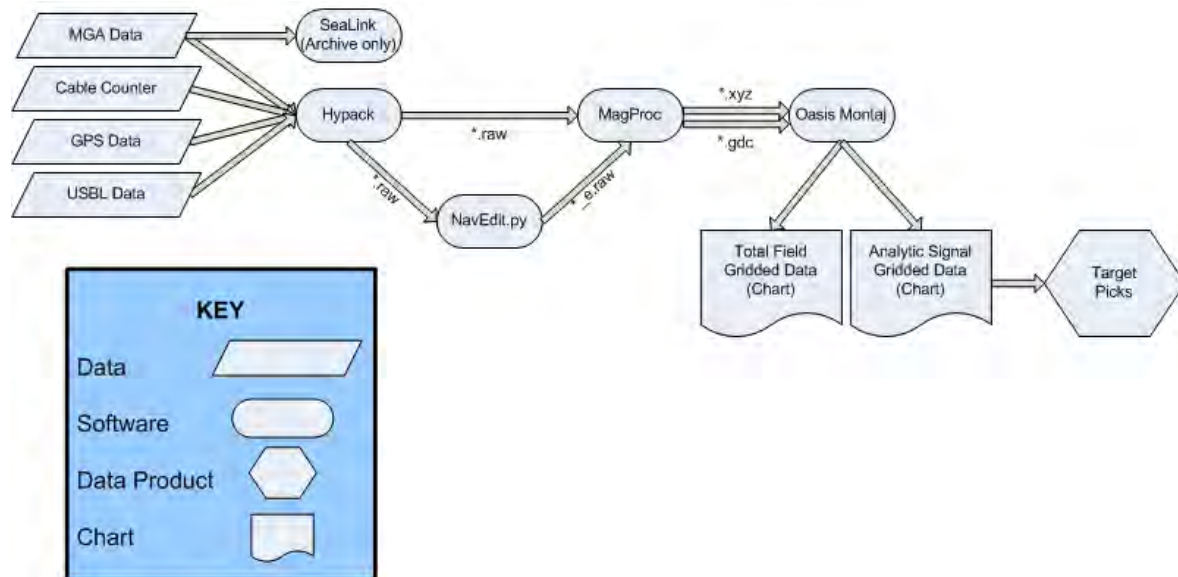 MGA Data
SeaLink
(Archive only)
Cable Counter
GPS Data
USBL Data
Hypack
*.raw
*.raw
NavEdit.py
*_e.raw
MagProc
*.xyz
*.gdc
Oasis Montaj
Total Field
Gridded Data
(Chart)
Analytic Signal
Gridded Data
(Chart)
Target
Picks
KEY
Data
Software
Data Product
Chart